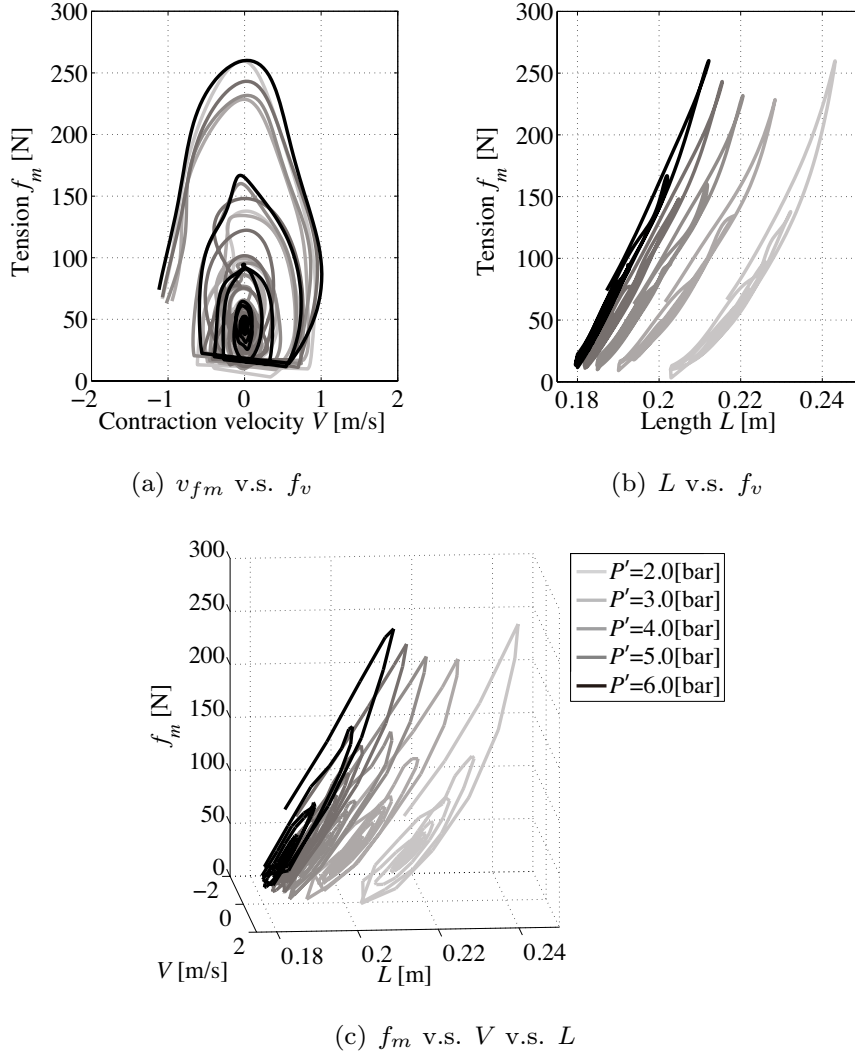 300
250
200
150
100
50
0
Tension f_m [N]
−2 −1 0 1 2
Contraction velocity V [m/s]
(a) v_{fm} v.s. f_v
300
250
200
150
100
50
0
Tension f_m [N]
0.18 0.2 0.22 0.24
Length L [m]
(b) L v.s. f_v
300
250
200
150
100
50
0
f_m [N]
−2
0
2
V [m/s]
0.18 0.2 0.22 0.24
L [m]
P'=2.0[bar]
P'=3.0[bar]
P'=4.0[bar]
P'=5.0[bar]
P'=6.0[bar]
(c) f_m v.s. V v.s. L